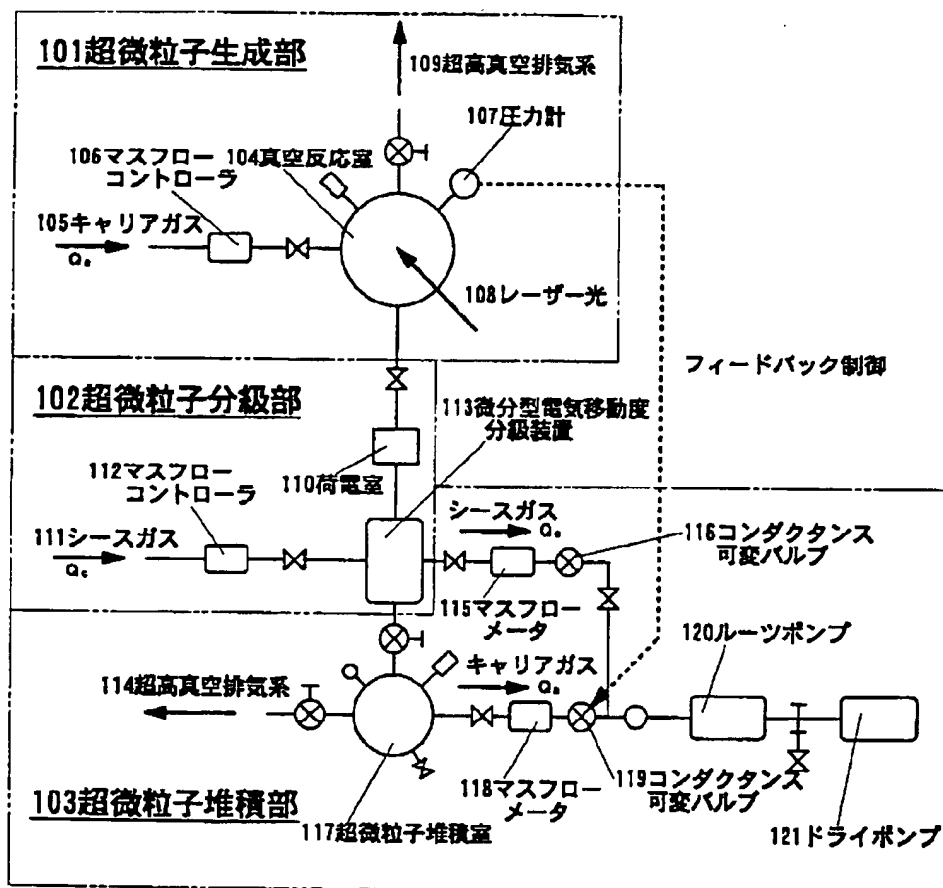 101超微粒子生成部
109超高真空排気系
107圧力計
106マスフロー
コントローラ
104真空反応室
105キャリアガス
108レーザー光
フィードバック制御
102超微粒子分級部
113微分型電気移動度
分級装置
112マスフロー
コントローラ
110荷電室
111シースガス
Qc
シースガス
116コンダクタンス
可変バルブ
115マスフロー
メータ
120ルーツポンプ
114超高真空排気系
キャリアガス
118マスフロー
メータ
119コンダクタンス
可変バルブ
103超微粒子堆積部
117超微粒子堆積室
121ドライポンプ